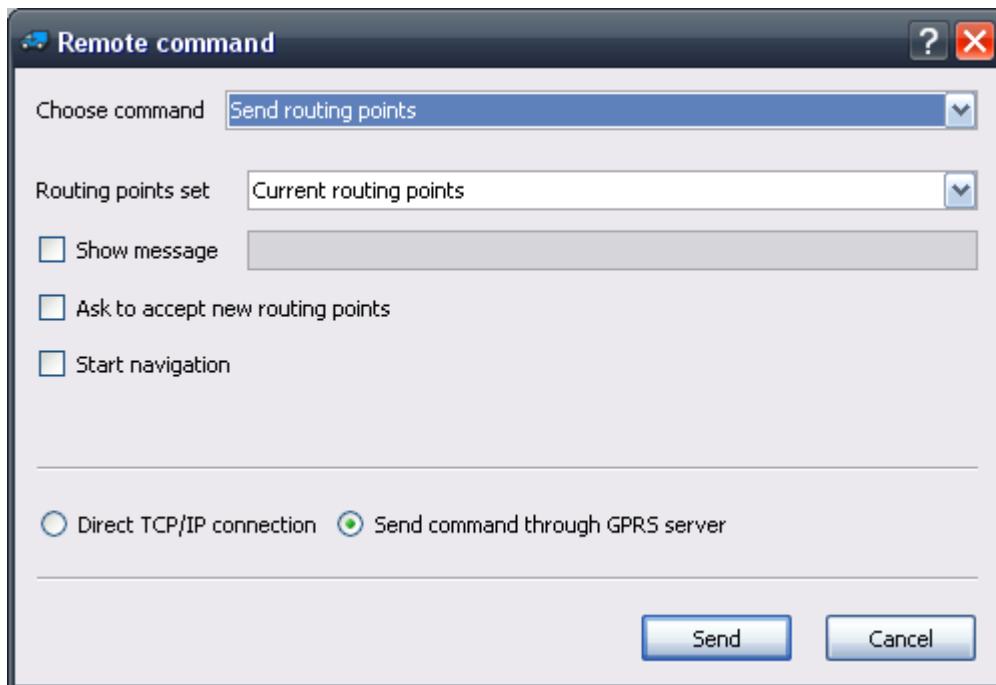 Remote command ?
Choose command Send routing points
Routing points set Current routing points
Show message
Ask to accept new routing points
Start navigation
Direct TCP/IP connection Send command through GPRS server
Send Cancel